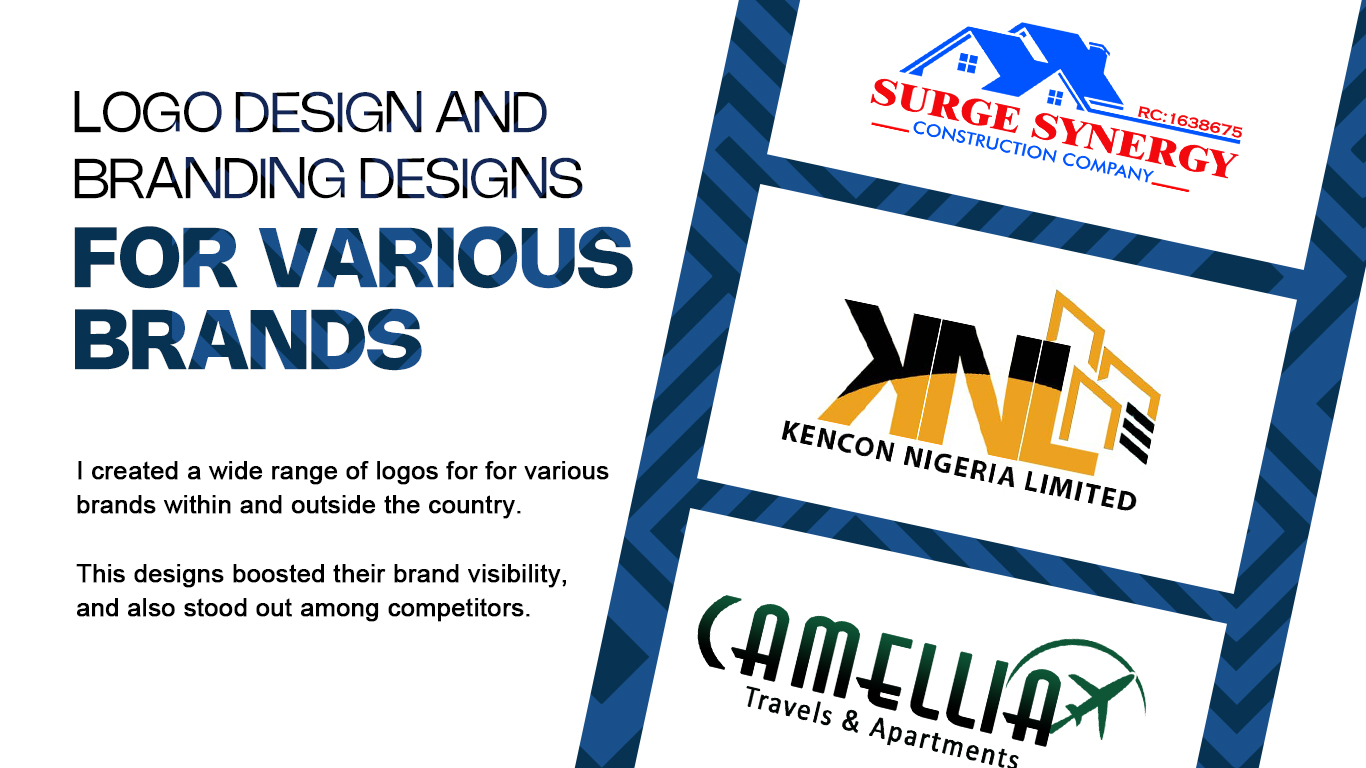 LOGO DESIGN AND
BRANDING DESIGNS
FOR VARIOUS
BRANDS
I created a wide range of logos for for various
brands within and outside the country.
This designs boosted their brand visibility,
and also stood out among competitors.
RC:1638675
SURGE SYNERGY
CONSTRUCTION COMPANY
KNL
KENCON NIGERIA LIMITED
CAMELLIA
Travels & Apartments